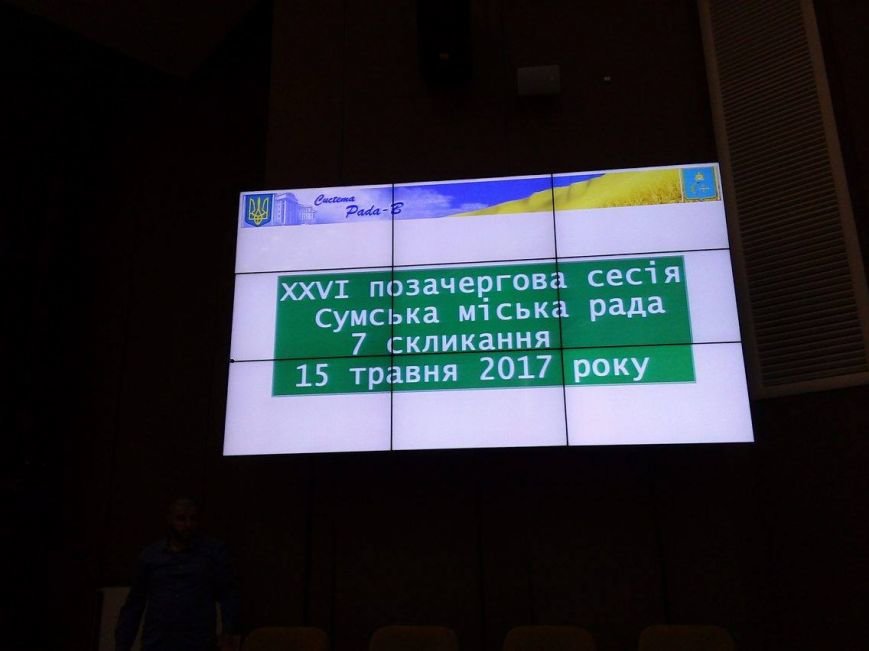 Система
Рада-В
XXVI позачергова сесія
Сумська міська рада
7 скликання
15 травня 2017 року